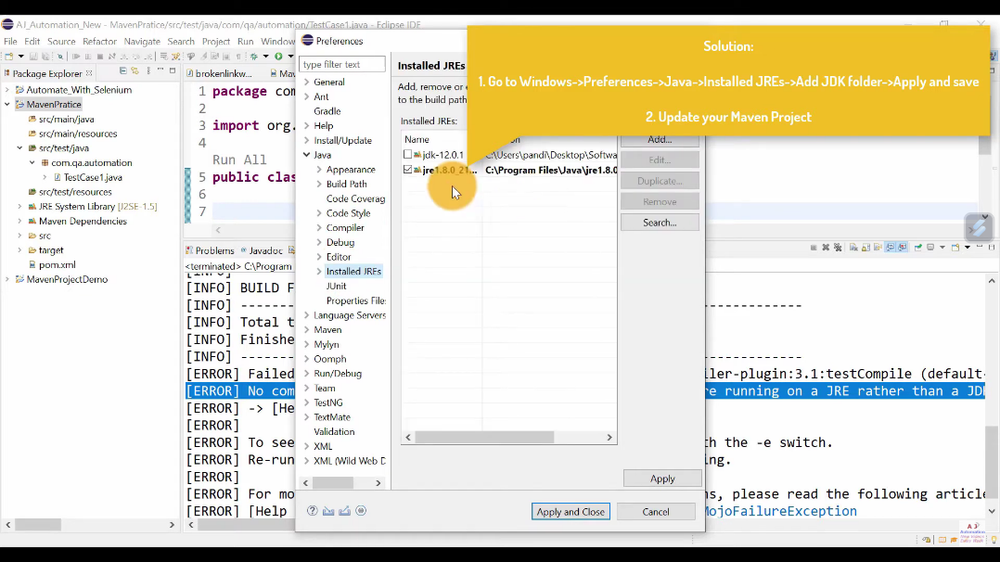 AJ_Automation_New - MavenPratice/src/test/java/com/qa/automation/TestCase1.java - Eclipse IDE
File Edit Source Refactor Navigate Search Project Run Window
Package Explorer
Automate_With_Selenium
MavenPratice
src/main/java
src/main/resources
src/test/java
com.qa.automation
TestCase1.java
src/test/resources
JRE System Library [J2SE-1.5]
Maven Dependencies
src
target
pom.xml
MavenProjectDemo
brokenlinkw
1 package com
2
3 import org.
4
Run All
5 public class
6
7
Problems Javadoc
<terminated> C:\Program
[INFO]
[INFO] BUILD F
[INFO] ------
[INFO] Total t
[INFO] Finishe
[INFO] ------
[ERROR] Failed iler-plugin:3.1:testCompile (default-
[ERROR] No com re running on a JRE rather than a JD
[ERROR] -> [He
[ERROR]
[ERROR] To see th the -e switch.
[ERROR] Re-run ng.
[ERROR]
[ERROR] For mo ns, please read the following article
[ERROR] [Help MojoFailureException
Preferences
type filter text
General
Ant
Gradle
Help
Install/Update
Java
Appearance
Build Path
Code Coverag
Code Style
Compiler
Debug
Editor
Installed JREs
JUnit
Properties Files
Language Servers
Maven
Mylyn
Oomph
Run/Debug
Team
TestNG
TextMate
Validation
XML
XML (Wild Web D
Installed JREs
Add, remove or e
to the build path
Installed JREs:
Name
jdk-12.0.1 C:\Users\pandi\Desktop\Softwa
jre1.8.0_21... C:\Program Files\Java\jre1.8.0
Add...
Edit...
Duplicate...
Remove
Search...
Apply
Apply and Close
Cancel
Solution:
1. Go to Windows->Preferences->Java->Installed JREs->Add JDK folder->Apply and save
2. Update your Maven Project
AJ
Automation